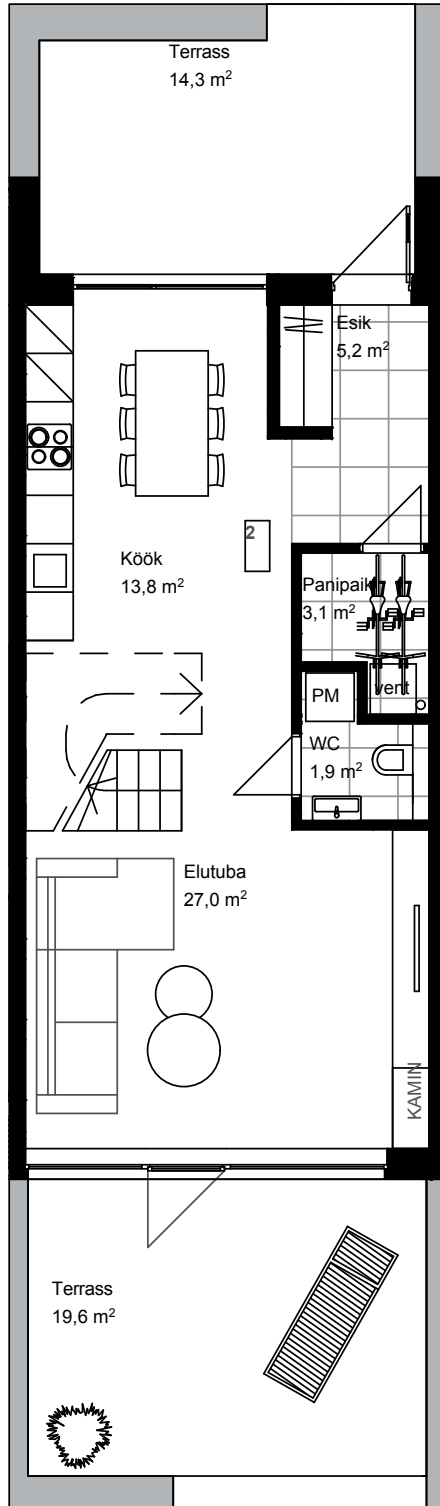 Terrass
14,3 m²
Esik
5,2 m²
2
Köök
13,8 m²
Panipaik
3,1 m²
vent
PM
WC
1,9 m²
Elutuba
27,0 m²
KAMIN
Terrass
19,6 m²